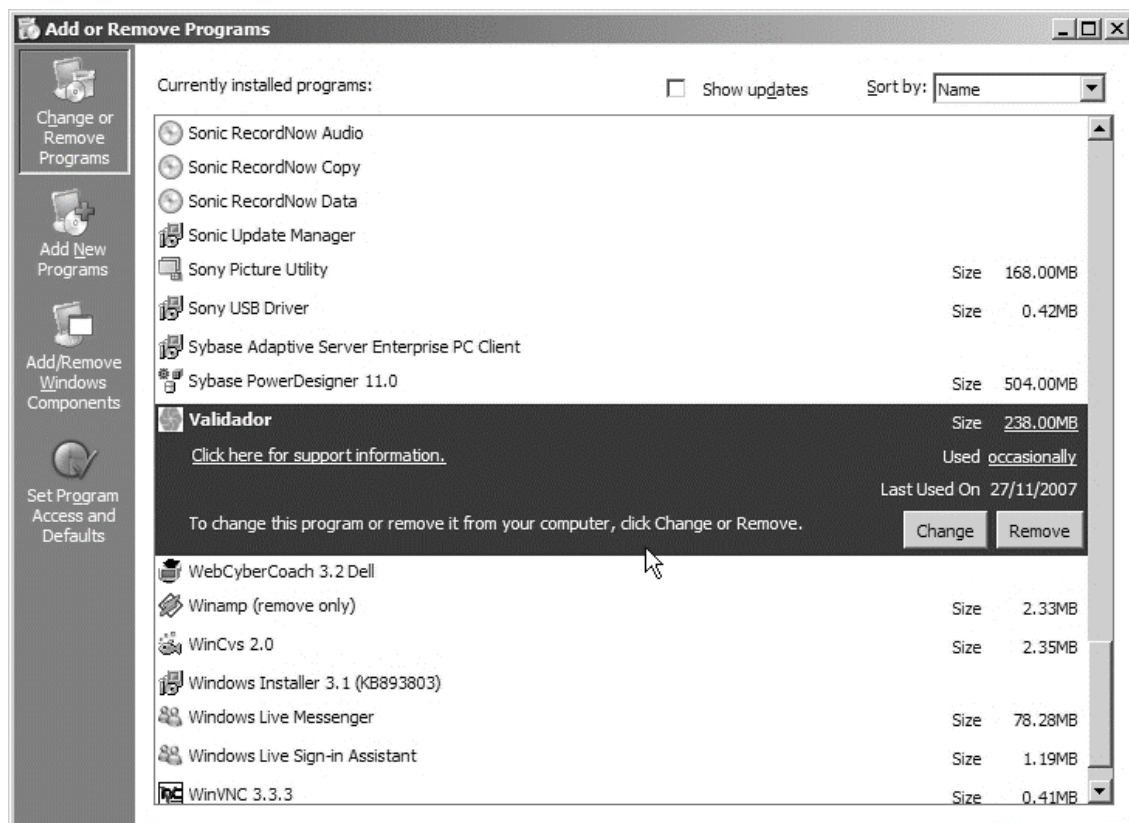 Add or Remove Programs
Change or
Remove
Programs
Add New
Programs
Add/Remove
Windows
Components
Set Program
Access and
Defaults
Currently installed programs:
Show updates
Sort by: Name
Sonic RecordNow Audio
Sonic RecordNow Copy
Sonic RecordNow Data
Sonic Update Manager
Sony Picture Utility Size 168.00MB
Sony USB Driver Size 0.42MB
Sybase Adaptive Server Enterprise PC Client
Sybase PowerDesigner 11.0 Size 504.00MB
Validador Size 238.00MB
Click here for support information. Used occasionally
Last Used On 27/11/2007
To change this program or remove it from your computer, click Change or Remove. Change Remove
WebCyberCoach 3.2 Dell
Winamp (remove only) Size 2.33MB
WinCvs 2.0 Size 2.35MB
Windows Installer 3.1 (KB893803)
Windows Live Messenger Size 78.28MB
Windows Live Sign-in Assistant Size 1.19MB
WinVNC 3.3.3 Size 0.41MB